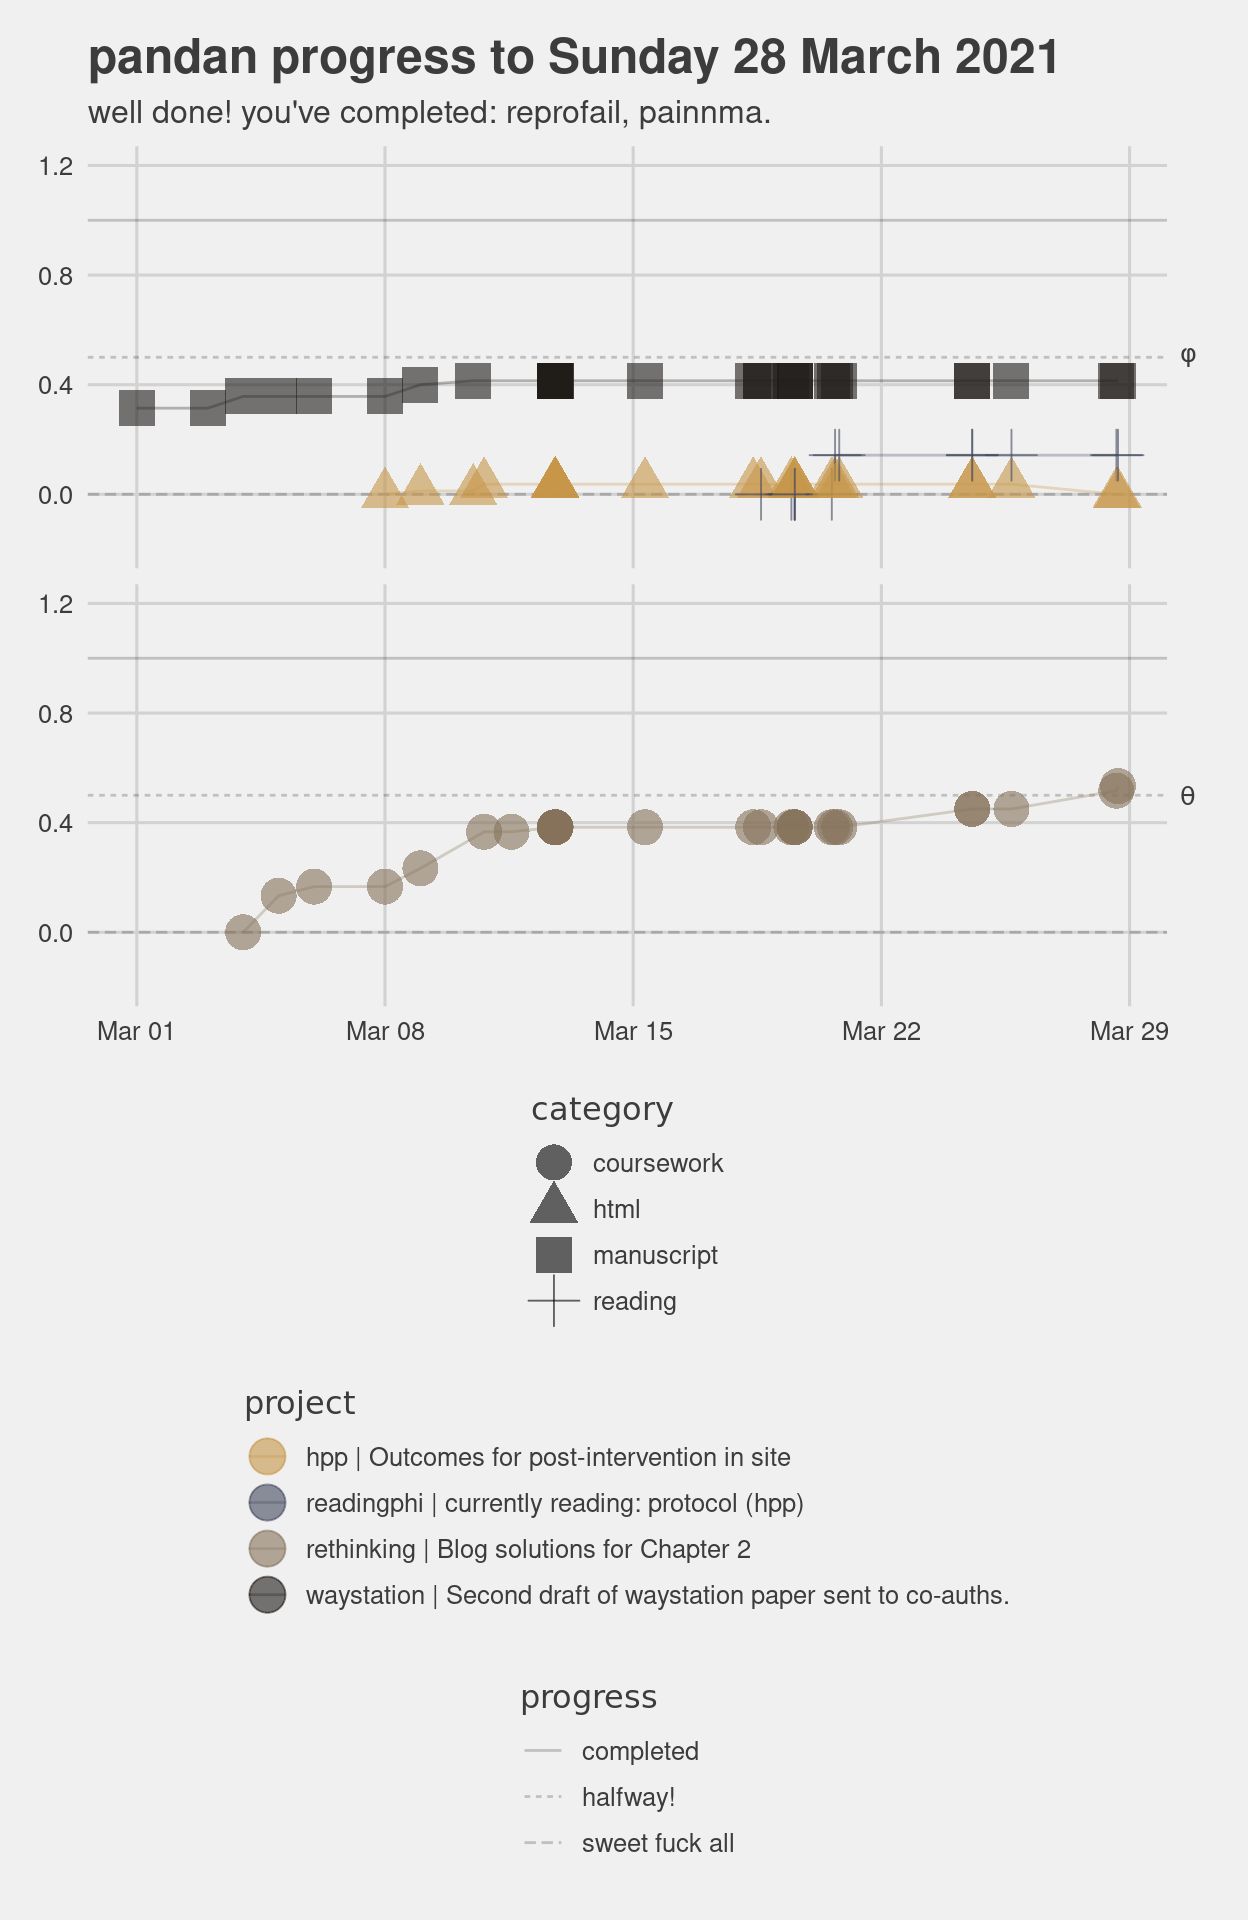 pandan progress to Sunday 28 March 2021
well done! you've completed: reprofail, painnma.
1.2
0.8
φ
0.4
0.0
1.2
0.8
θ
0.4
0.0
Mar 01 Mar 08 Mar 15 Mar 22 Mar 29
category
coursework
html
manuscript
reading
project
hpp | Outcomes for post-intervention in site
readingphi | currently reading: protocol (hpp)
rethinking | Blog solutions for Chapter 2
waystation | Second draft of waystation paper sent to co-auths.
progress
completed
halfway!
sweet fuck all